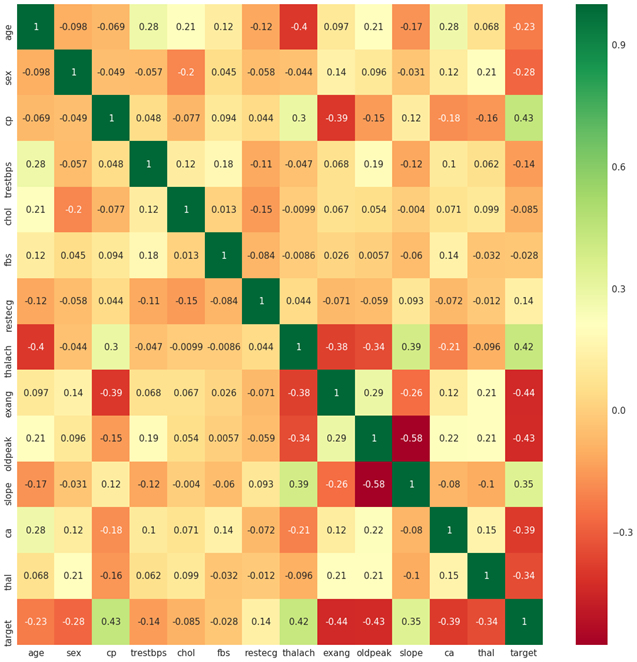 age 1 -0.098 -0.069 0.28 0.21 0.12 -0.12 -0.4 0.097 0.21 -0.17 0.28 0.068 -0.23
sex -0.098 1 -0.049 -0.057 -0.2 0.045 -0.058 -0.044 0.14 0.096 -0.031 0.12 0.21 -0.28
cp -0.069 -0.049 1 0.048 -0.077 0.094 0.044 0.3 -0.39 -0.15 0.12 -0.18 -0.16 0.43
trestbps 0.28 -0.057 0.048 1 0.12 0.18 -0.11 -0.047 0.068 0.19 -0.12 0.1 0.062 -0.14
chol 0.21 -0.2 -0.077 0.12 1 0.013 -0.15 -0.0099 0.067 0.054 -0.004 0.071 0.099 -0.085
fbs 0.12 0.045 0.094 0.18 0.013 1 -0.084 -0.0086 0.026 0.0057 -0.06 0.14 -0.032 -0.028
restecg -0.12 -0.058 0.044 -0.11 -0.15 -0.084 1 0.044 -0.071 -0.059 0.093 -0.072 -0.012 0.14
thalach -0.4 -0.044 0.3 -0.047 -0.0099 -0.0086 0.044 1 -0.38 -0.34 0.39 -0.21 -0.096 0.42
exang 0.097 0.14 -0.39 0.068 0.067 0.026 -0.071 -0.38 1 0.29 -0.26 0.12 0.21 -0.44
oldpeak 0.21 0.096 -0.15 0.19 0.054 0.0057 -0.059 -0.34 0.29 1 -0.58 0.22 0.21 -0.43
slope -0.17 -0.031 0.12 -0.12 -0.004 -0.06 0.093 0.39 -0.26 -0.58 1 -0.08 -0.1 0.35
ca 0.28 0.12 -0.18 0.1 0.071 0.14 -0.072 -0.21 0.12 0.22 -0.08 1 0.15 -0.39
thal 0.068 0.21 -0.16 0.062 0.099 -0.032 -0.012 -0.096 0.21 0.21 -0.1 0.15 1 -0.34
target -0.23 -0.28 0.43 -0.14 -0.085 -0.028 0.14 0.42 -0.44 -0.43 0.35 -0.39 -0.34 1
age sex cp trestbps chol fbs restecg thalach exang oldpeak slope ca thal target
0.9
0.6
0.3
0.0
−0.3